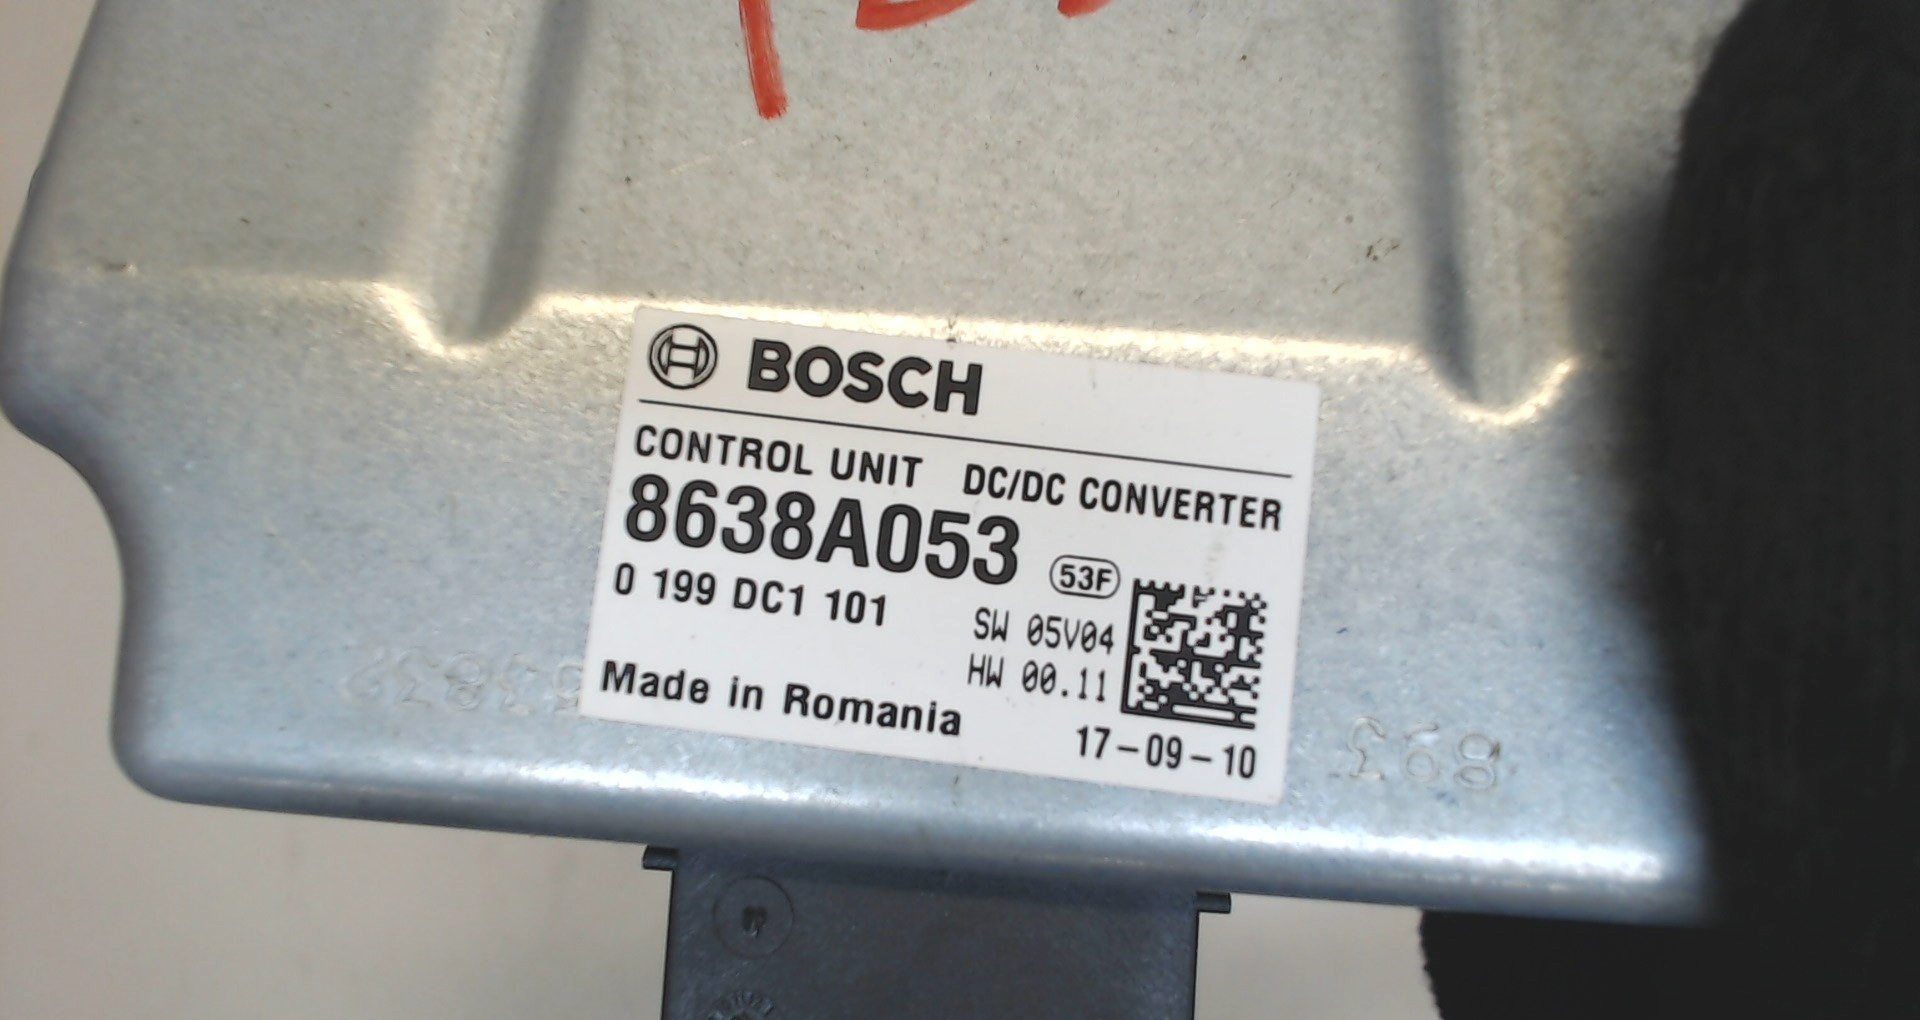 BOSCH
CONTROL UNIT DC/DC CONVERTER
8638A053 53F
0 199 DC1 101
SW 05V04
HW 00.11
Made in Romania
17-09-10